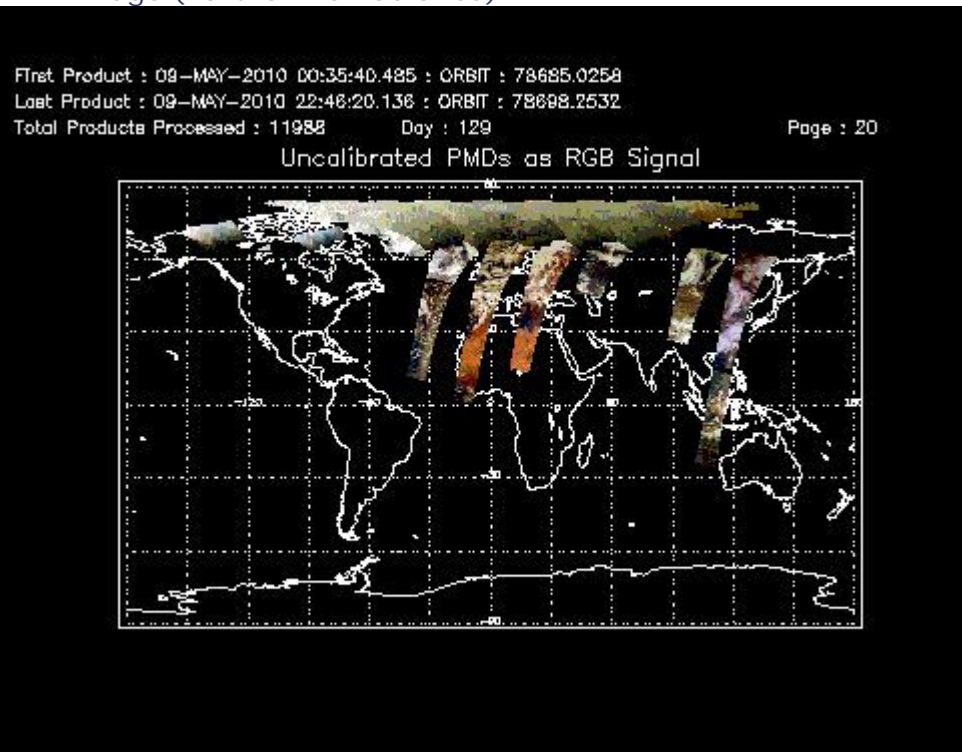 First Product : 09-MAY-2010 00:35:40.485 : ORBIT : 78685.0258
Last Product : 09-MAY-2010 22:46:20.136 : ORBIT : 78698.2532
Total Products Processed : 11988 Day : 129 Page : 20
Uncalibrated PMDs as RGB Signal